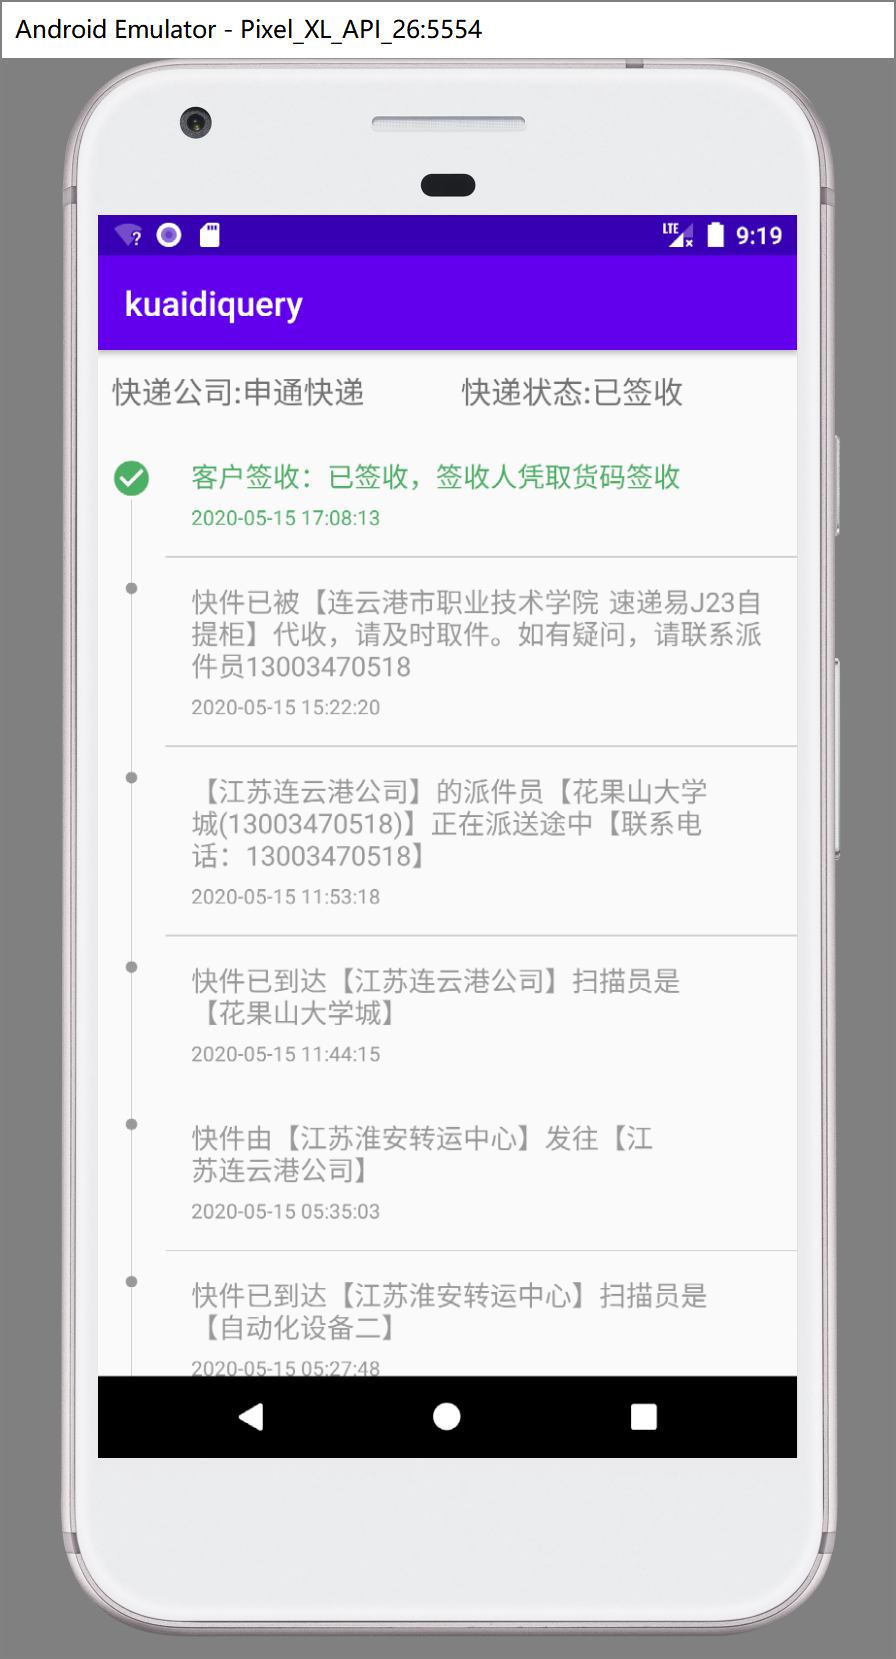 Android Emulator - Pixel_XL_API_26:5554
LTE 9:19
kuaidiquery
快递公司:申通快递 快递状态:已签收
客户签收：已签收，签收人凭取货码签收
2020-05-15 17:08:13
快件已被【连云港市职业技术学院 速递易J23自
提柜】代收，请及时取件。如有疑问，请联系派
件员13003470518
2020-05-15 15:22:20
【江苏连云港公司】的派件员【花果山大学
城(13003470518)】正在派送途中【联系电
话：13003470518】
2020-05-15 11:53:18
快件已到达【江苏连云港公司】扫描员是
【花果山大学城】
2020-05-15 11:44:15
快件由【江苏淮安转运中心】发往【江
苏连云港公司】
2020-05-15 05:35:03
快件已到达【江苏淮安转运中心】扫描员是
【自动化设备二】
2020-05-15 05:27:48